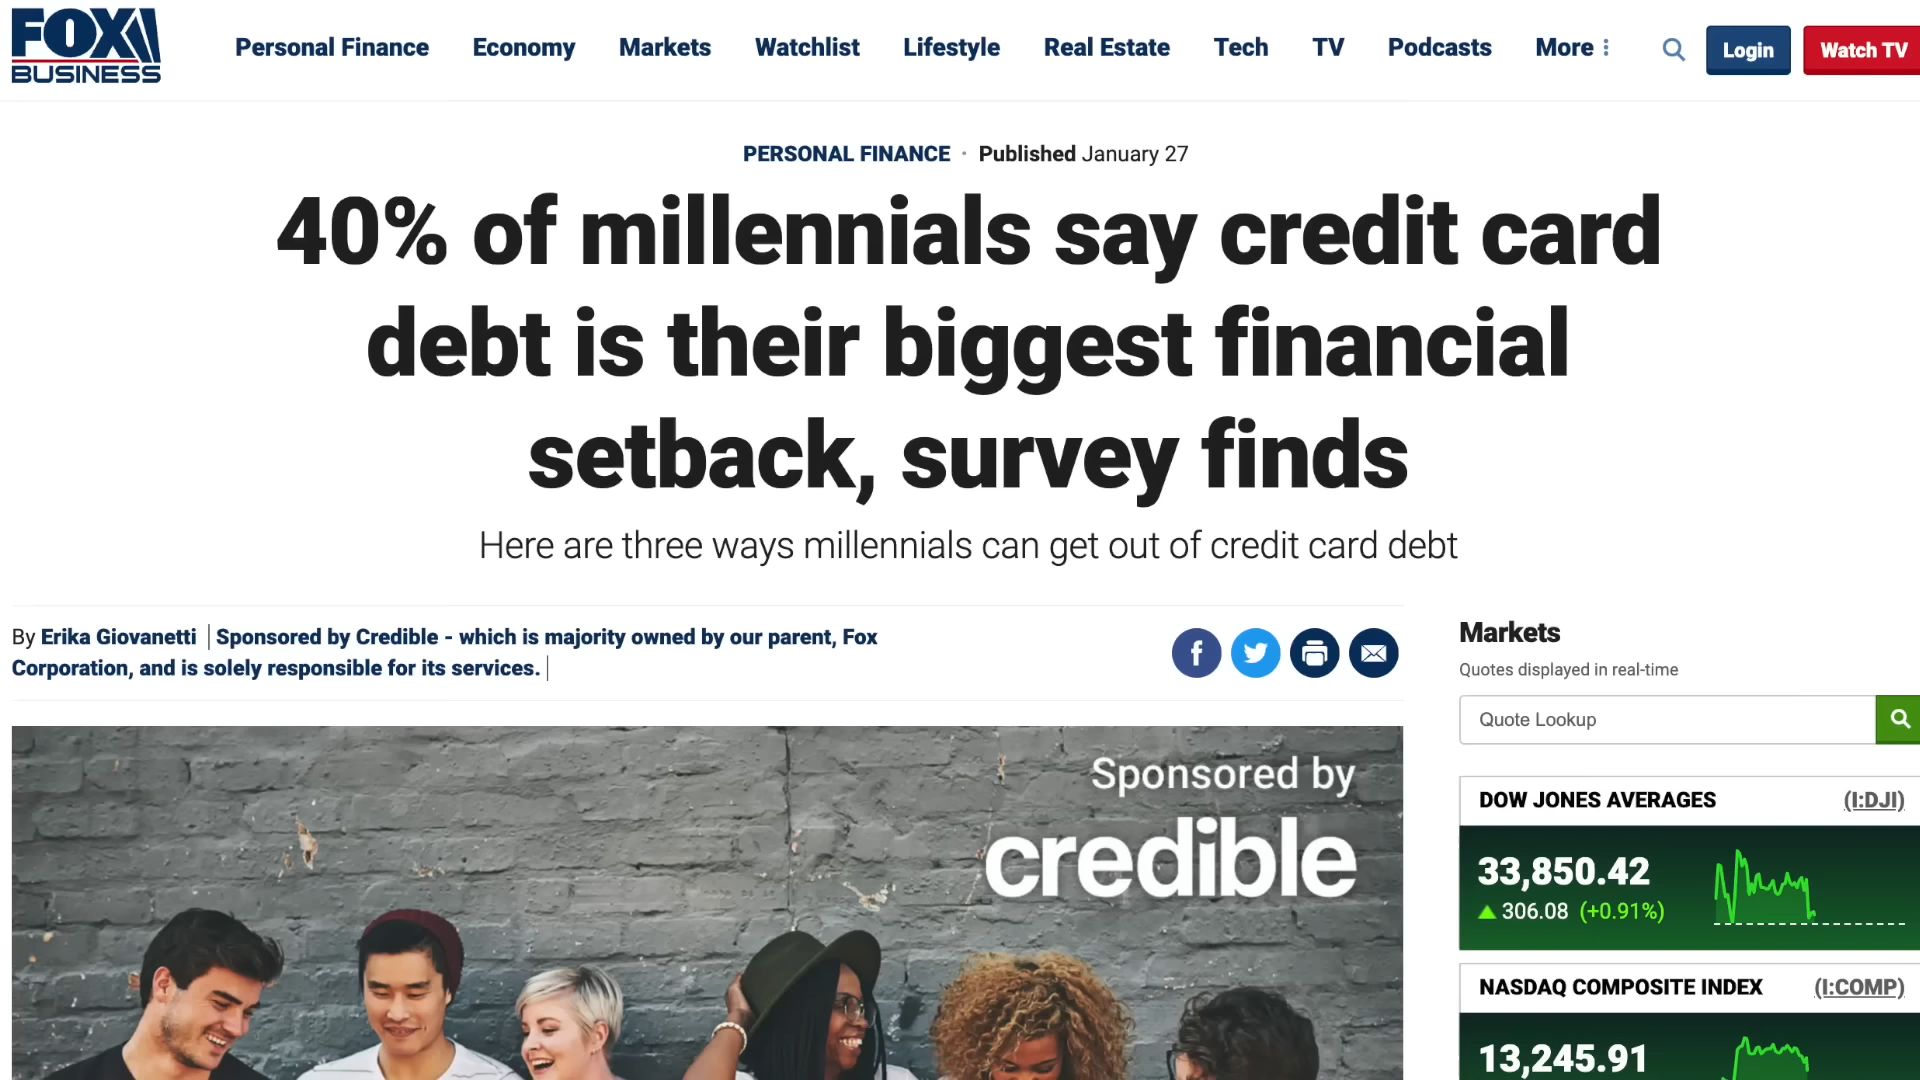 FOX
BUSINESS
Personal Finance Economy Markets Watchlist Lifestyle Real Estate Tech TV Podcasts More Login Watch TV
PERSONAL FINANCE · Published January 27
40% of millennials say credit card
debt is their biggest financial
setback, survey finds
Here are three ways millennials can get out of credit card debt
By Erika Giovanetti | Sponsored by Credible - which is majority owned by our parent, Fox
Corporation, and is solely responsible for its services. |
Sponsored by
credible
Markets
Quotes displayed in real-time
Quote Lookup
DOW JONES AVERAGES (I:DJI)
33,850.42
▲ 306.08 (+0.91%)
NASDAQ COMPOSITE INDEX (I:COMP)
13,245.91